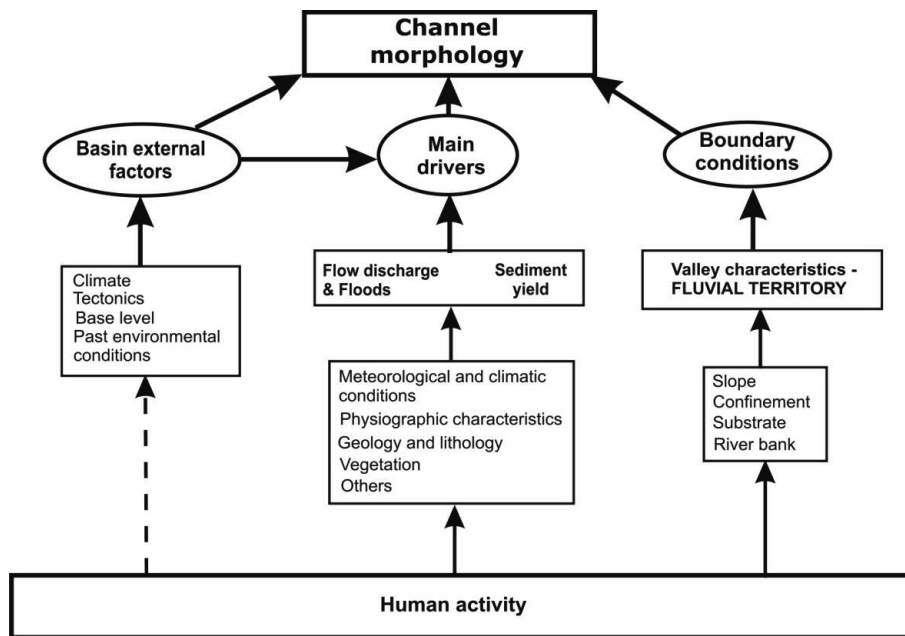 Channel
morphology
Basin external
factors
Main
drivers
Boundary
conditions
Climate
Tectonics
Base level
Past environmental
conditions
Flow discharge
& Floods
Sediment
yield
Valley characteristics -
FLUVIAL TERRITORY
Meteorological and climatic
conditions
Physiographic characteristics
Geology and lithology
Vegetation
Others
Slope
Confinement
Substrate
River bank
Human activity